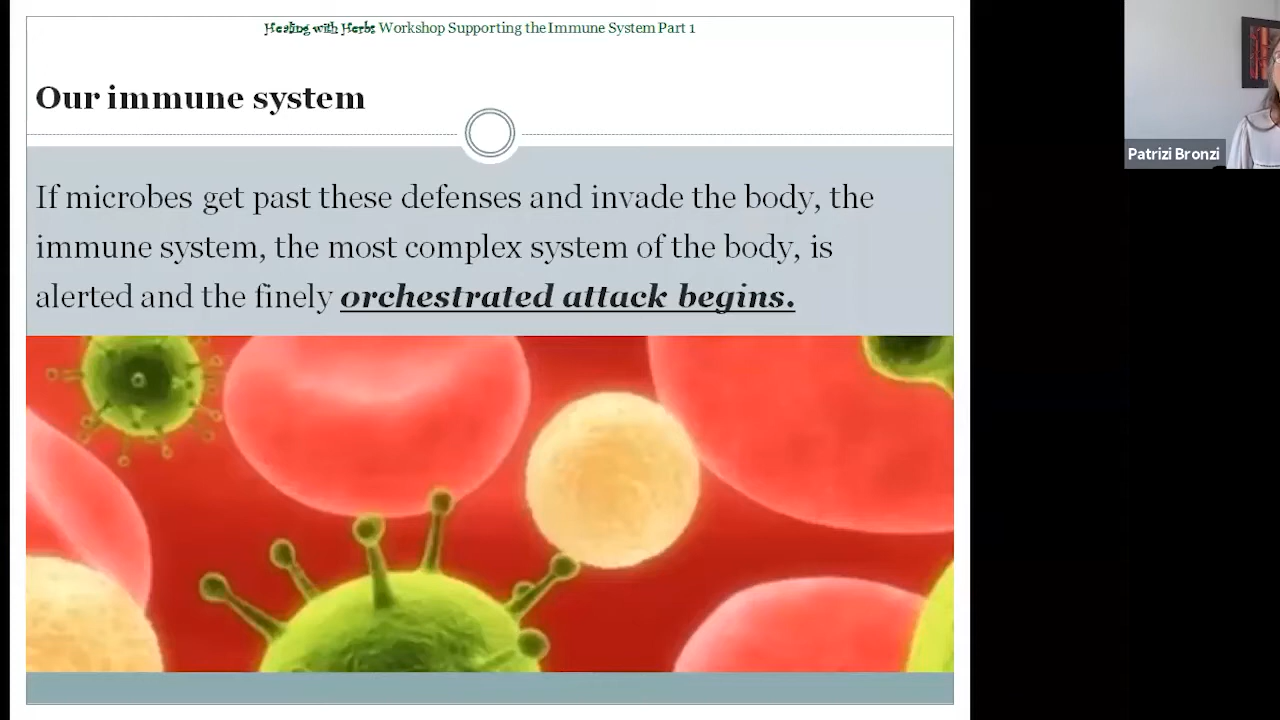 Healing with Herbs Workshop Supporting the Immune System Part 1
Our immune system
If microbes get past these defenses and invade the body, the
immune system, the most complex system of the body, is
alerted and the finely orchestrated attack begins.
Patrizi Bronzi